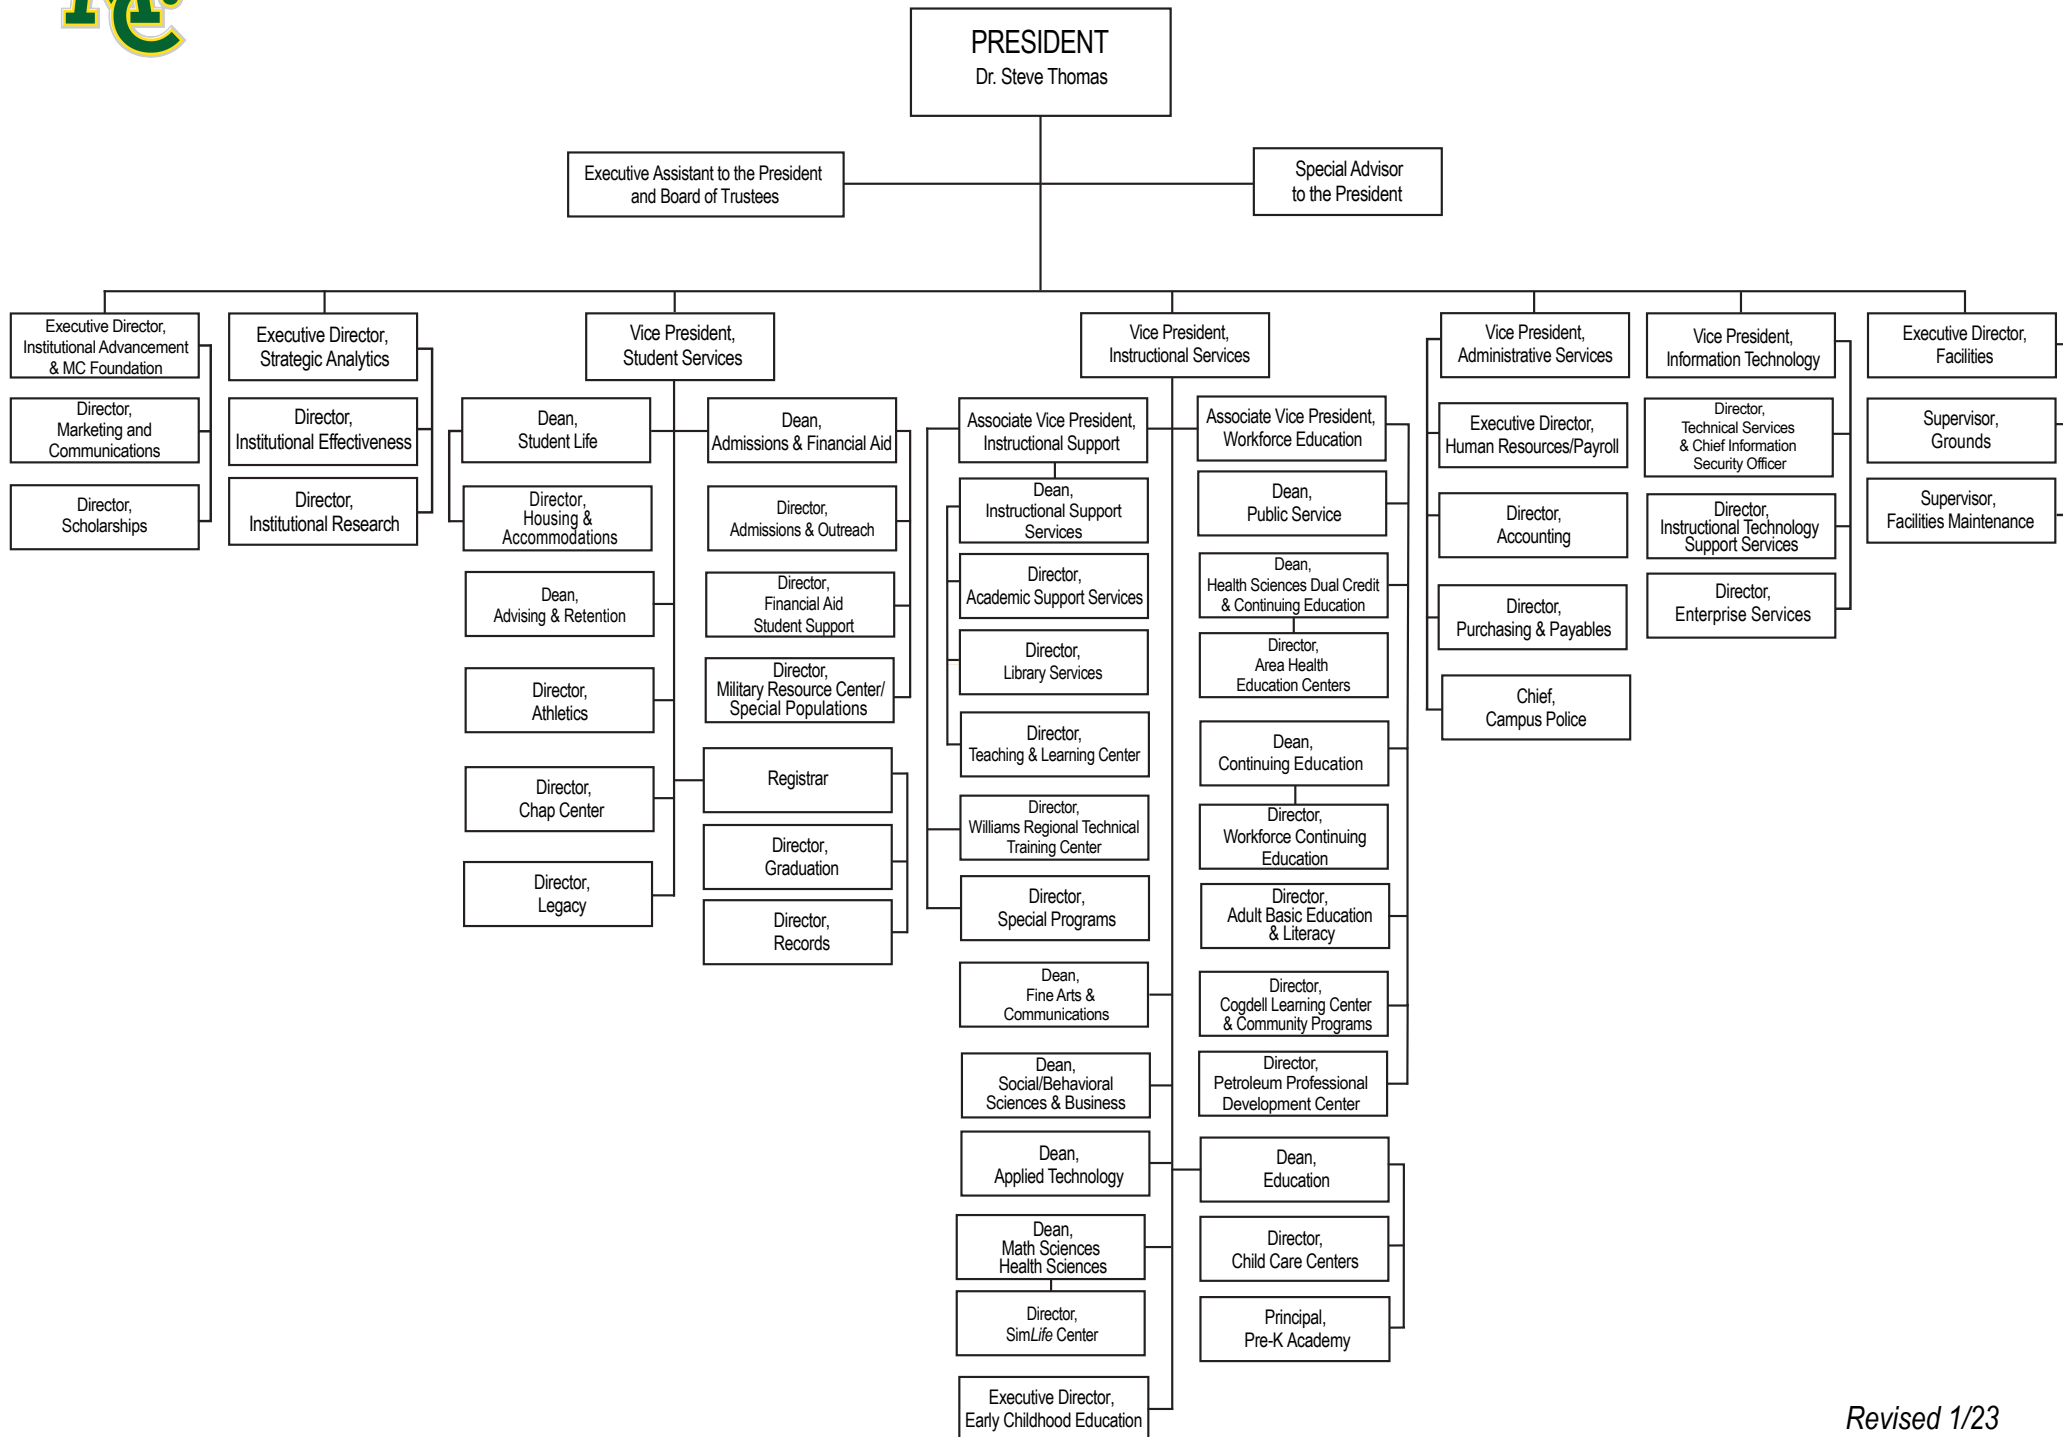 MC
PRESIDENT
Dr. Steve Thomas
Executive Assistant to the President
and Board of Trustees
Special Advisor
to the President
Executive Director,
Institutional Advancement
& MC Foundation
Director,
Marketing and
Communications
Director,
Scholarships
Executive Director,
Strategic Analytics
Director,
Institutional Effectiveness
Director,
Institutional Research
Vice President,
Student Services
Dean,
Student Life
Director,
Housing &
Accommodations
Dean,
Advising & Retention
Director,
Athletics
Director,
Chap Center
Director,
Legacy
Dean,
Admissions & Financial Aid
Director,
Admissions & Outreach
Director,
Financial Aid
Student Support
Director,
Military Resource Center/
Special Populations
Registrar
Director,
Graduation
Director,
Records
Vice President,
Instructional Services
Associate Vice President,
Instructional Support
Dean,
Instructional Support
Services
Director,
Academic Support Services
Director,
Library Services
Director,
Teaching & Learning Center
Director,
Williams Regional Technical
Training Center
Director,
Special Programs
Dean,
Fine Arts &
Communications
Dean,
Social/Behavioral
Sciences & Business
Dean,
Applied Technology
Dean,
Math Sciences
Health Sciences
Director,
SimLife Center
Executive Director,
Early Childhood Education
Associate Vice President,
Workforce Education
Dean,
Public Service
Dean,
Health Sciences Dual Credit
& Continuing Education
Director,
Area Health
Education Centers
Dean,
Continuing Education
Director,
Workforce Continuing
Education
Director,
Adult Basic Education
& Literacy
Director,
Cogdell Learning Center
& Community Programs
Director,
Petroleum Professional
Development Center
Dean,
Education
Director,
Child Care Centers
Principal,
Pre-K Academy
Vice President,
Administrative Services
Executive Director,
Human Resources/Payroll
Director,
Accounting
Director,
Purchasing & Payables
Chief,
Campus Police
Vice President,
Information Technology
Director,
Technical Services
& Chief Information
Security Officer
Director,
Instructional Technology
Support Services
Director,
Enterprise Services
Executive Director,
Facilities
Supervisor,
Grounds
Supervisor,
Facilities Maintenance
Revised 1/23